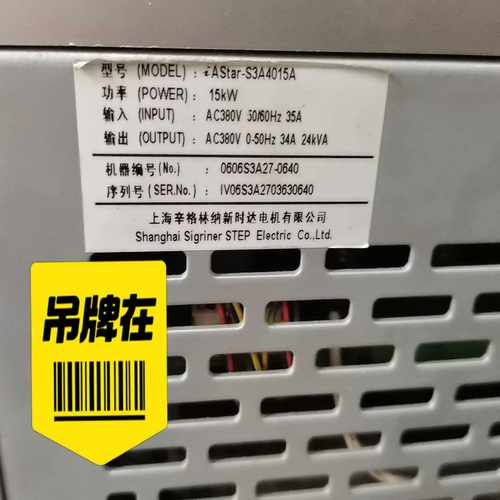 型号 (MODEL) : iAStar-S3A4015A
功率 (POWER) : 15kW
输入 (INPUT) : AC380V 50/60Hz 35A
输出 (OUTPUT) : AC380V 0-50Hz 34A 24kVA
机器编号 (No.) : 0606S3A27-0640
序列号 (SER.No.) : IV06S3A2703630640
上海辛格林纳新时达电机有限公司
Shanghai Sigriner STEP Electric Co.,Ltd.
吊牌在